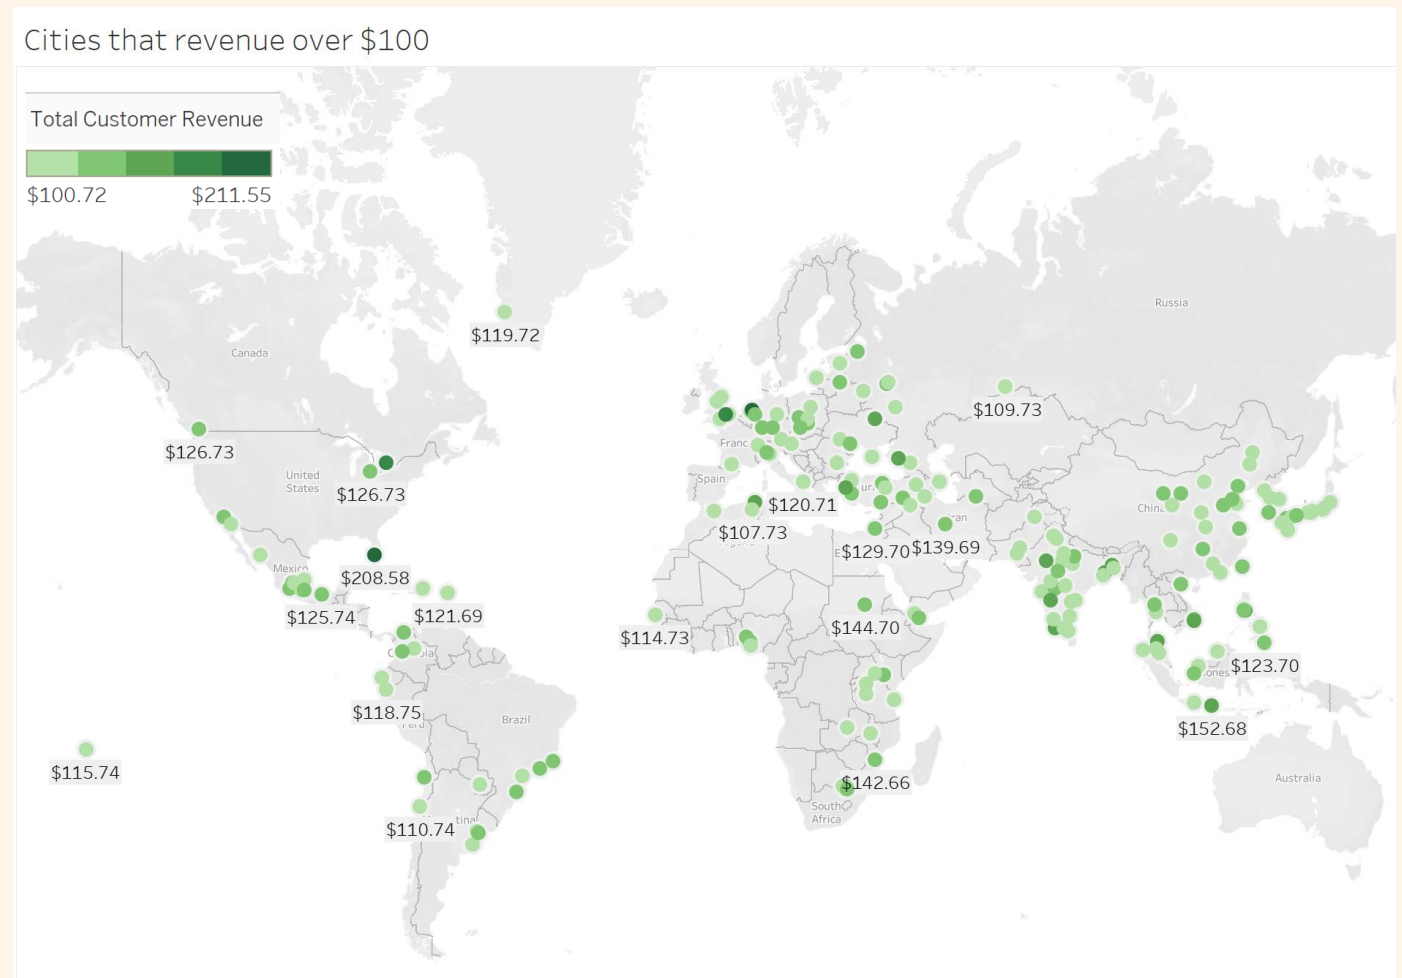 Cities that revenue over $100
Total Customer Revenue
$100.72 $211.55
Russia
$119.72
Canada
$109.73
$126.73
United
States
$126.73
Franc
Spain
$120.71
$107.73
$129.70
$139.69
China
Mexico
$208.58
$125.74
$121.69
$114.73
$144.70
$123.70
$118.75
Brazil
$152.68
$115.74
$142.66
Australia
South
Africa
$110.74